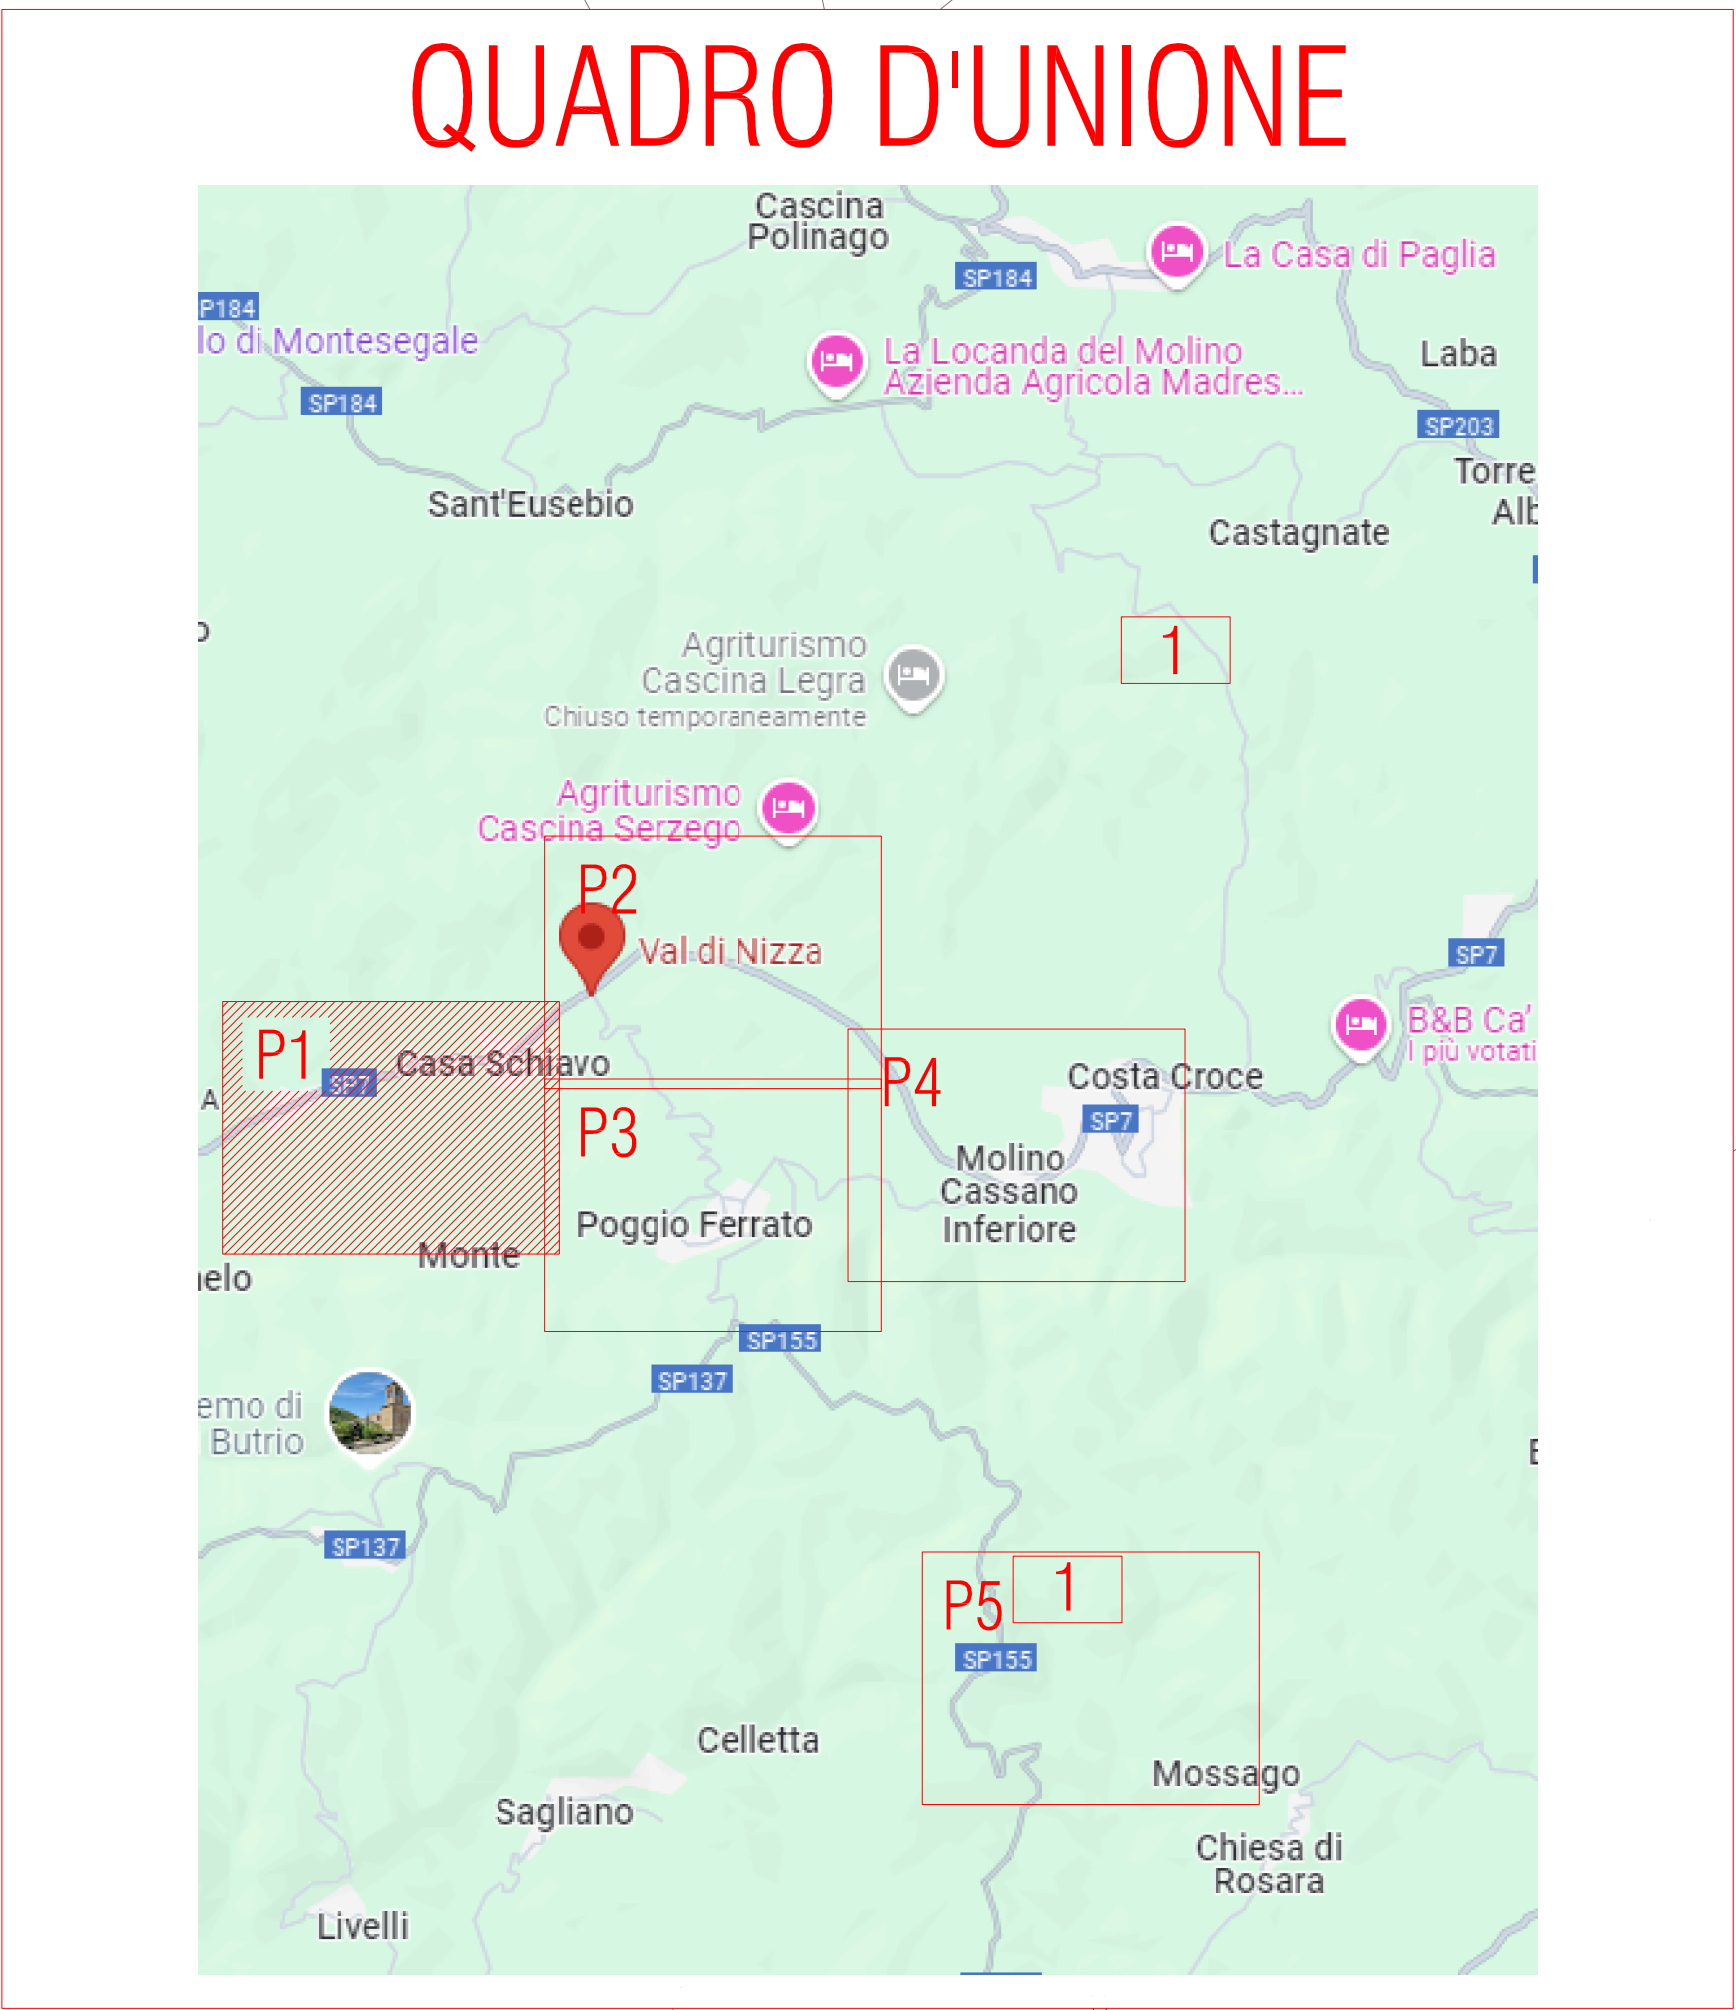 QUADRO D'UNIONE
Cascina
Polinago
La Casa di Paglia
SP184
P184
lo di Montesegale
La Locanda del Molino
Azienda Agricola Madres...
Laba
SP184
SP203
Torre
Alb
Sant'Eusebio
Castagnate
1
Agriturismo
Cascina Legra
Chiuso temporaneamente
Agriturismo
Cascina Serzego
P2
Val di Nizza
SP7
B&B Ca'
I più votati
P1
Casa Schiavo
SP7
A
P4
Costa Croce
SP7
P3
Molino
Cassano
Inferiore
Poggio Ferrato
Monte
elo
SP155
SP137
emo di
Butrio
SP137
P5
1
SP155
Celletta
Mossago
Sagliano
Chiesa di
Rosara
Livelli